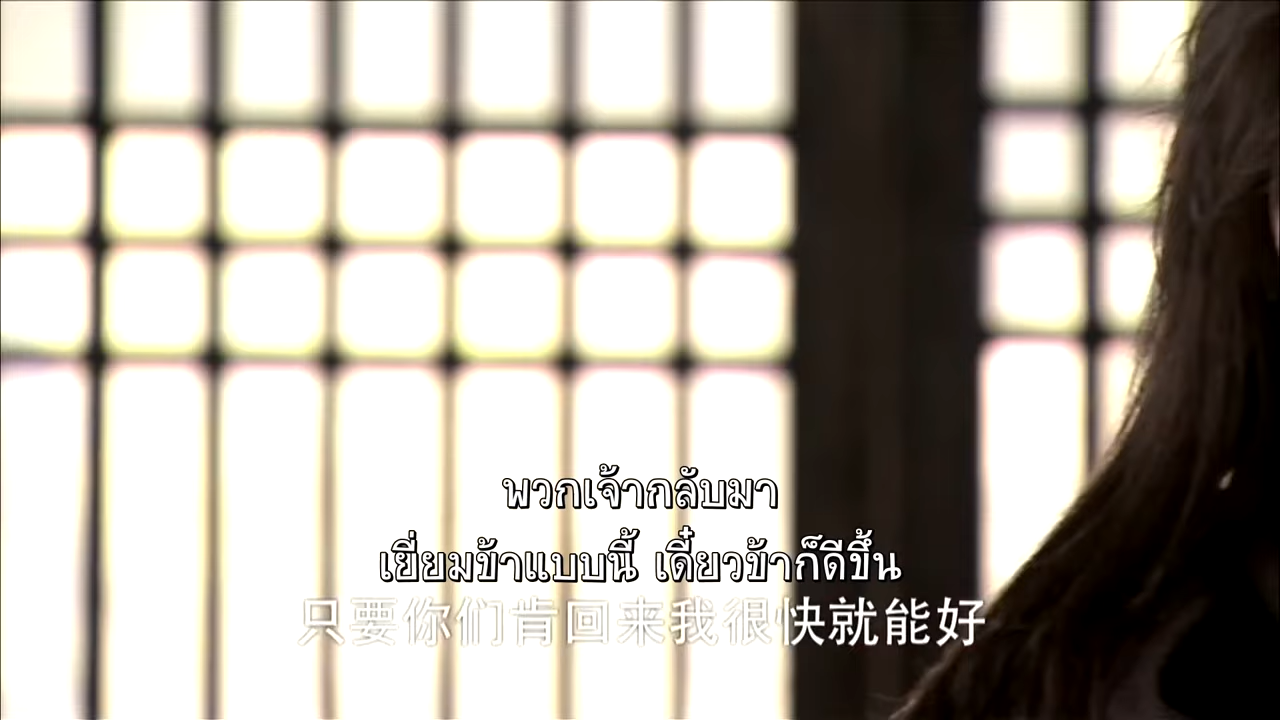 พวกเจ้ากลับมา
เยี่ยมข้าแบบนี้ เดี๋ยวข้าก็ดีขึ้น
只要你们肯回来我很快就能好